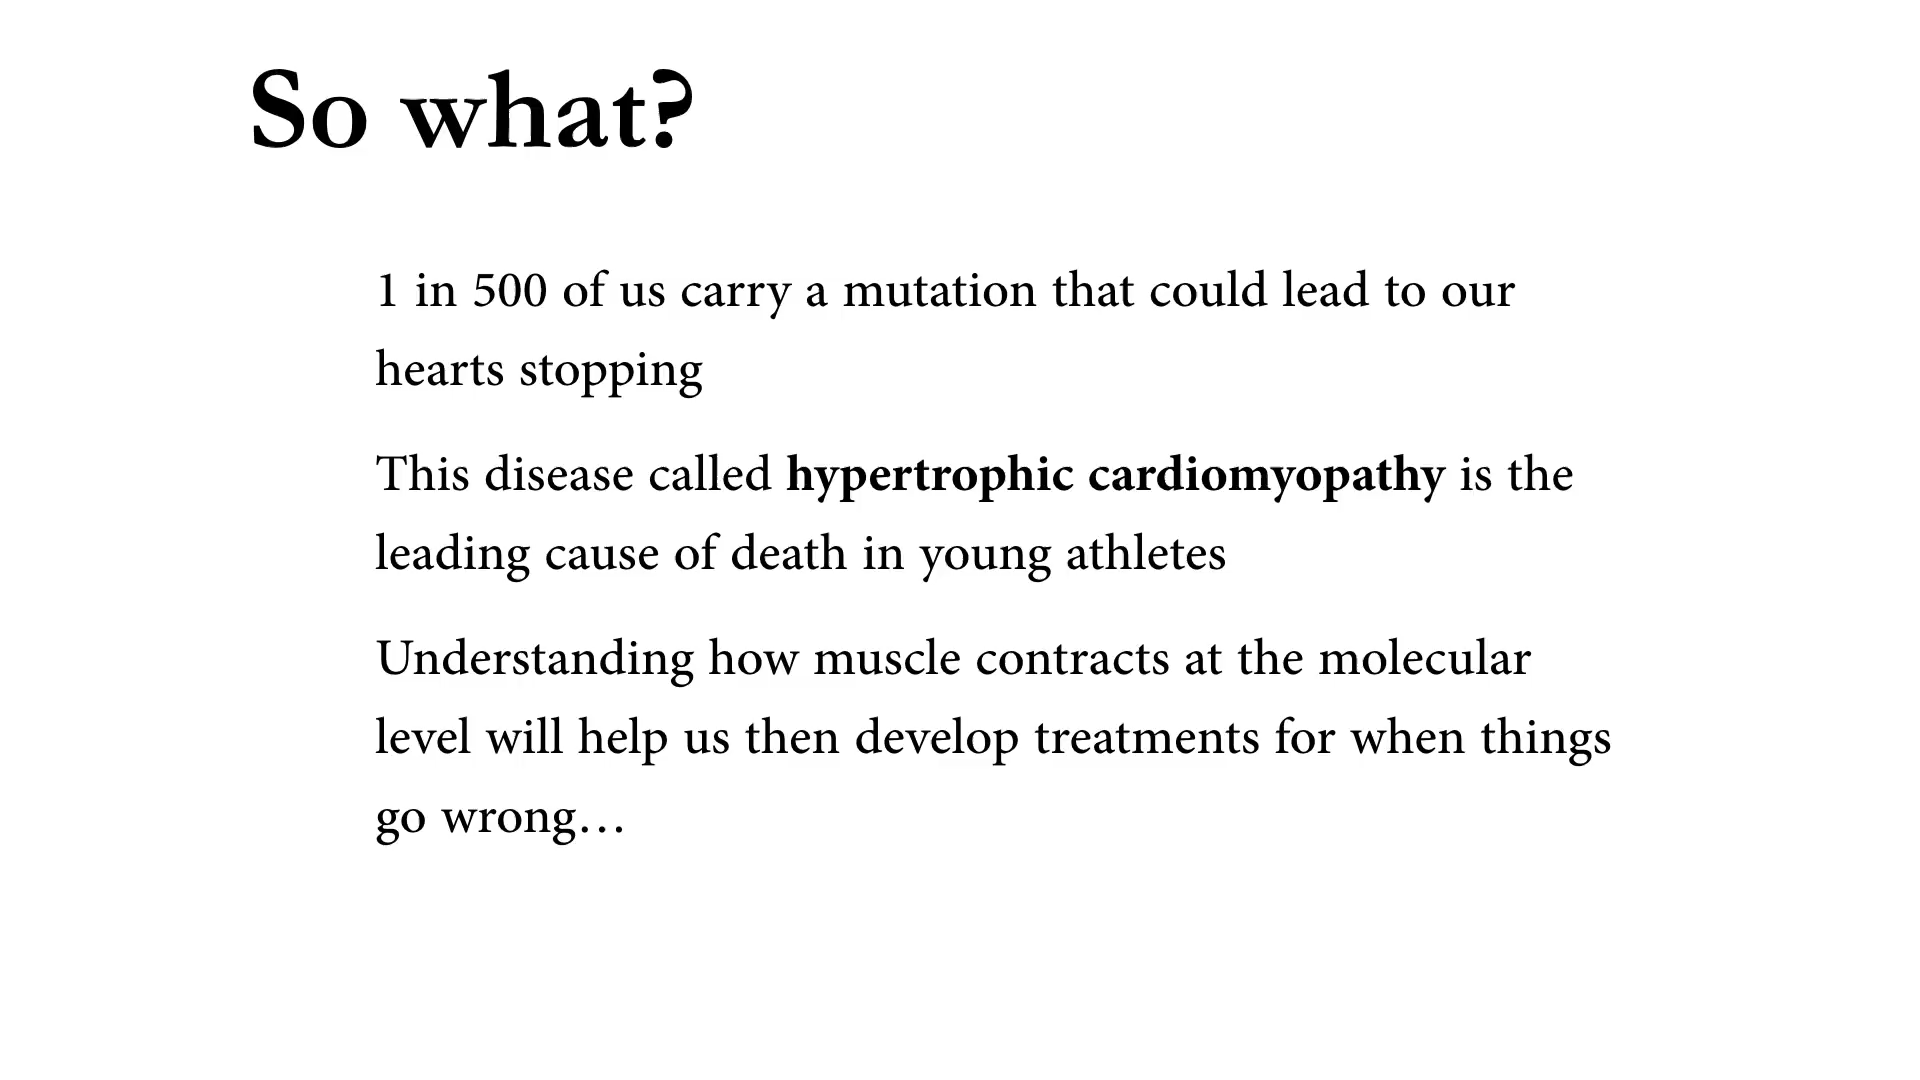 So what?
1 in 500 of us carry a mutation that could lead to our
hearts stopping
This disease called hypertrophic cardiomyopathy is the
leading cause of death in young athletes
Understanding how muscle contracts at the molecular
level will help us then develop treatments for when things
go wrong…